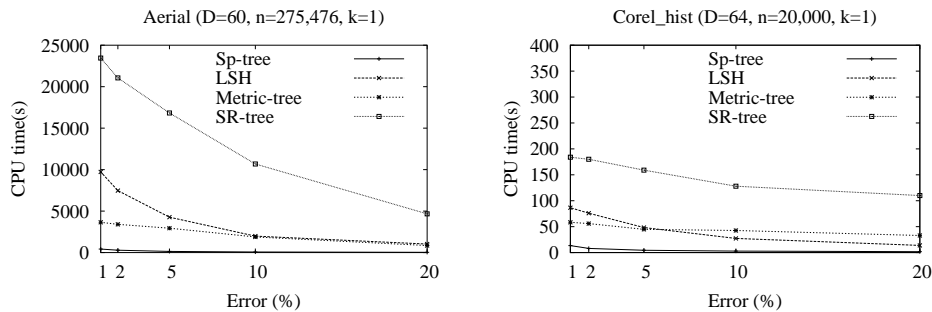 Aerial (D=60, n=275,476, k=1)
25000
20000
15000
10000
5000
0
CPU time(s)
Sp-tree
LSH
Metric-tree
SR-tree
1 2 5 10 20
Error (%)
Corel_hist (D=64, n=20,000, k=1)
400
350
300
250
200
150
100
50
0
CPU time(s)
Sp-tree
LSH
Metric-tree
SR-tree
1 2 5 10 20
Error (%)